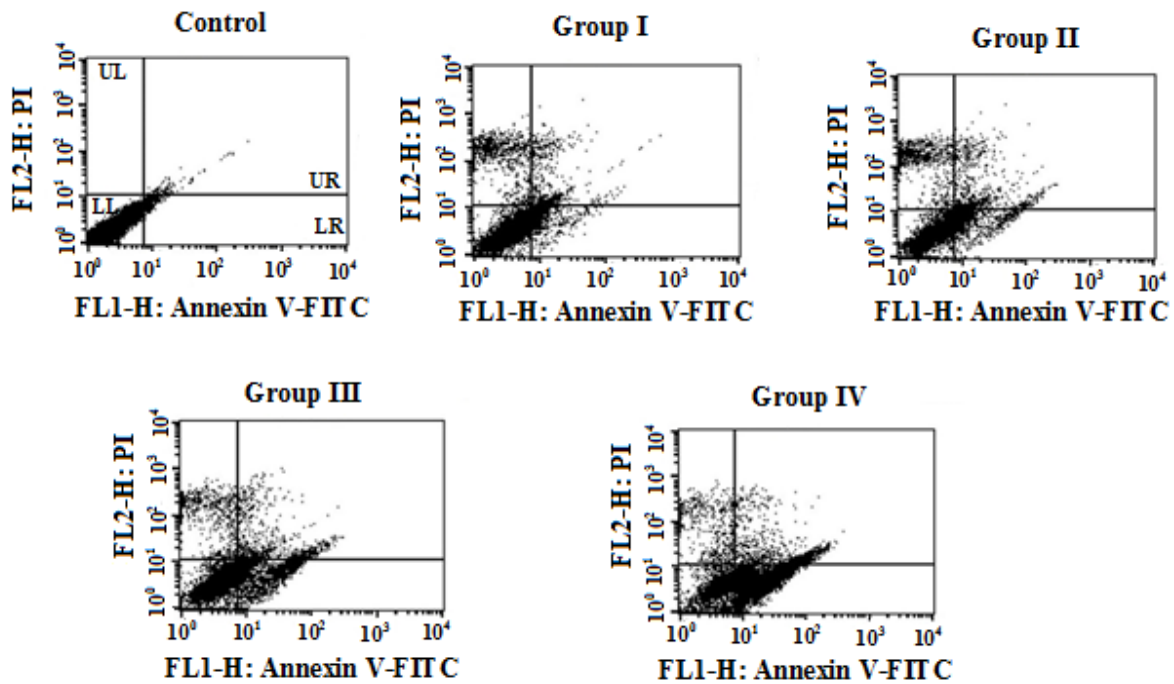 Control
Group I
Group II
FL2-H: PI
10⁴
10³
10²
10¹
10⁰
UL
UR
LL
LR
10⁰ 10¹ 10² 10³ 10⁴
FL1-H: Annexin V-FITC
FL2-H: PI
10⁴
10³
10²
10¹
10⁰
10⁰ 10¹ 10² 10³ 10⁴
FL1-H: Annexin V-FITC
FL2-H: PI
10⁴
10³
10²
10¹
10⁰
10⁰ 10¹ 10² 10³ 10⁴
FL1-H: Annexin V-FITC
Group III
Group IV
FL2-H: PI
10⁴
10³
10²
10¹
10⁰
10⁰ 10¹ 10² 10³ 10⁴
FL1-H: Annexin V-FITC
FL2-H: PI
10⁴
10³
10²
10¹
10⁰
10⁰ 10¹ 10² 10³ 10⁴
FL1-H: Annexin V-FITC